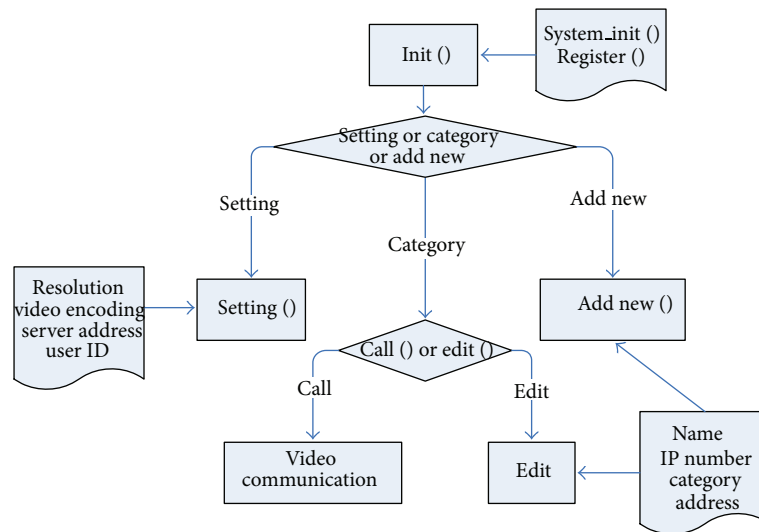 System_init ()
Register ()
Init ()
Setting or category
or add new
Setting
Add new
Category
Resolution
video encoding
server address
user ID
Setting ()
Add new ()
Call () or edit ()
Call
Edit
Video
communication
Edit
Name
IP number
category
address